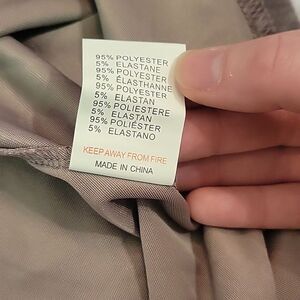 95% POLYESTER
5% ELASTANE
95% POLYESTER
5% ÉLASTHANNE
95% POLYESTER
5% ELASTAN
95% POLIESTERE
5% ELASTAN
95% POLIÉSTER
5% ELASTANO
KEEP AWAY FROM FIRE
MADE IN CHINA